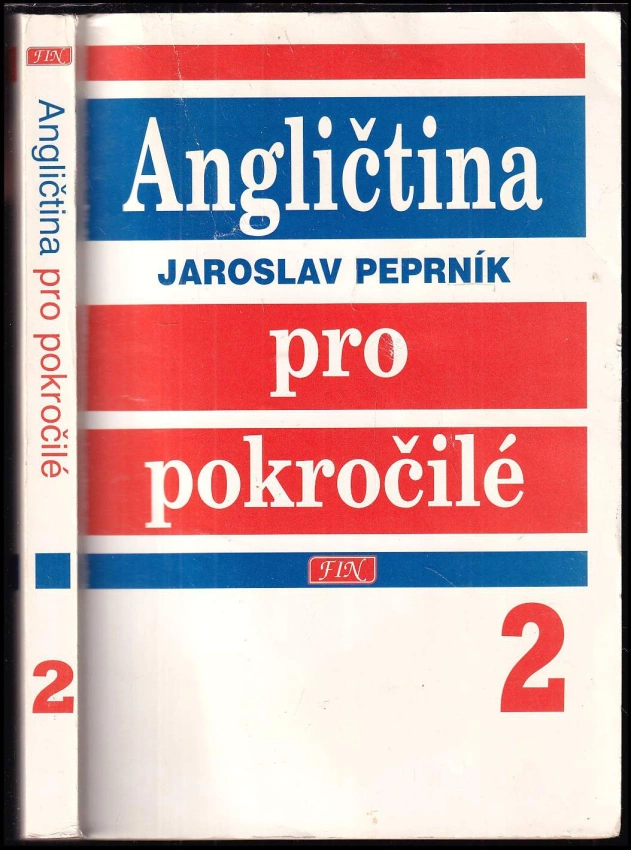 FIN
Angličtina pro pokročilé
2
Angličtina
JAROSLAV PEPRNÍK
pro
pokročilé
FIN
2